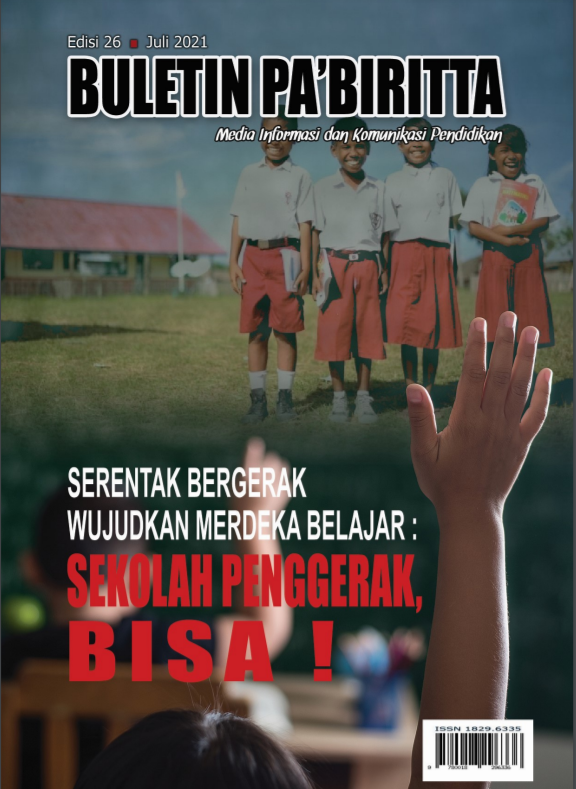 Edisi 26 ■ Juli 2021
BULETIN PA'BIRITTA
Media Informasi dan Komunikasi Pendidikan
SERENTAK BERGERAK
WUJUDKAN MERDEKA BELAJAR :
SEKOLAH PENGGERAK,
BISA !
ISSN 1829.6335